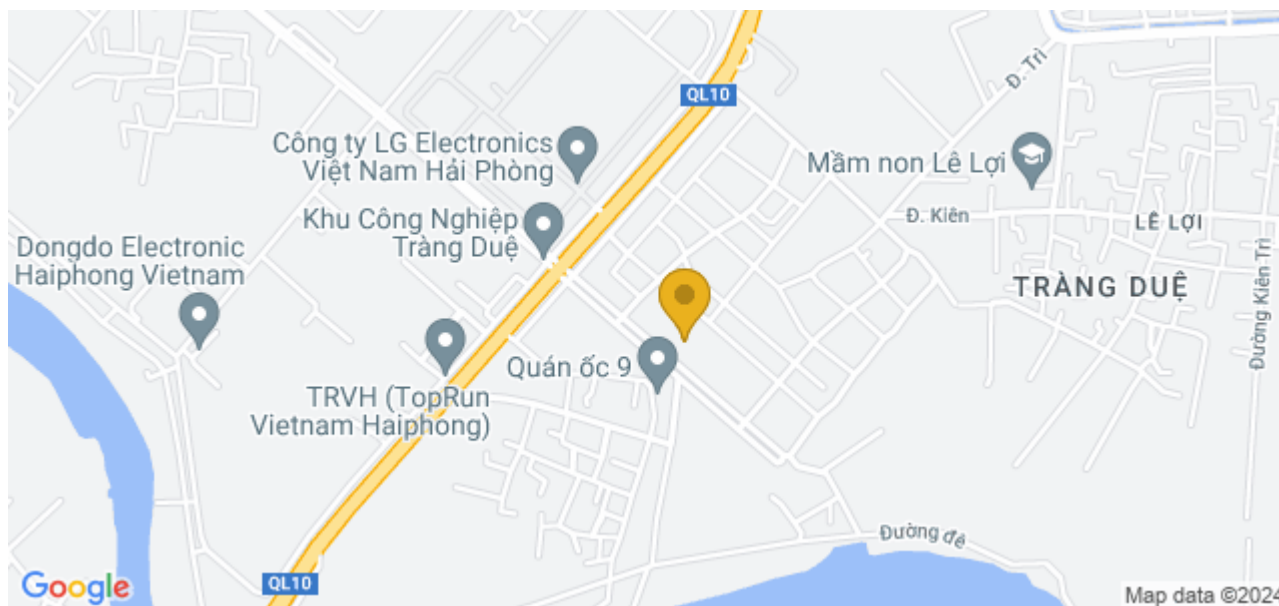 QL10
Đ. Trì
Công ty LG Electronics
Việt Nam Hải Phòng
Mầm non Lê Lợi
Khu Công Nghiệp
Tràng Duệ
Đ. Kiên
LÊ LỢI
Dongdo Electronic
Haiphong Vietnam
TRÀNG DUỆ
Đường Kiên Trì
Quán ốc 9
TRVH (TopRun
Vietnam Haiphong)
Đường đê
QL10
Google
Map data ©2024